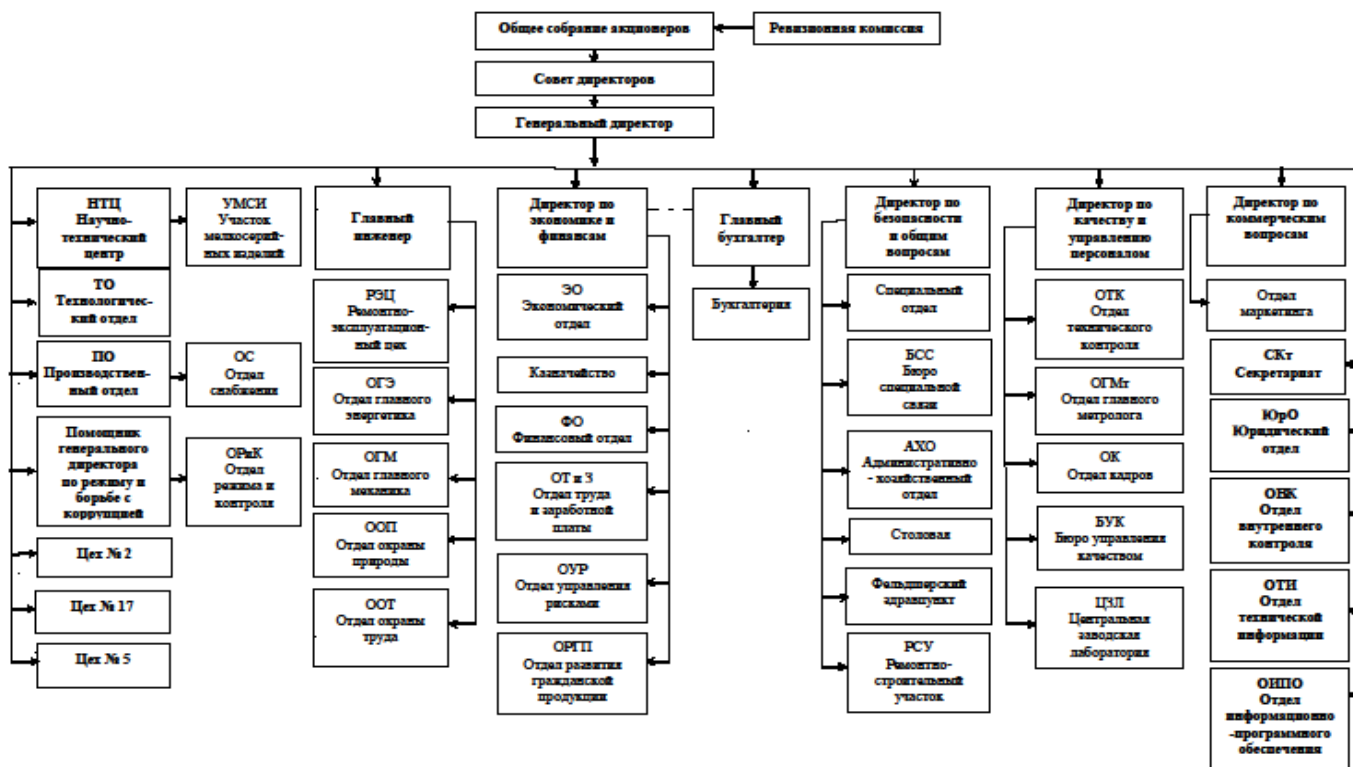 Общее собрание акционеров
Ревизионная комиссия
Совет директоров
Генеральный директор
НТЦ
Научно-
технический
центр
УМСИ
Участок
мелкосерий-
ных изделий
ТО
Технологичес-
кий отдел
ПО
Производствен-
ный отдел
ОС
Отдел
снабжения
Помощник
генерального
директора
по режиму и
борьбе с
коррупцией
ОРиК
Отдел
режима и
контроля
Цех № 2
Цех № 17
Цех № 5
Главный
инженер
РЭЦ
Ремонтно-
эксплуатацион-
ный цех
ОГЭ
Отдел главного
энергетика
ОГМ
Отдел главного
механика
ООП
Отдел охраны
природы
ООТ
Отдел охраны
труда
Директор по
экономике и
финансам
ЭО
Экономический
отдел
Казначейство
ФО
Финансовый отдел
ОТ и З
Отдел труда
и заработной
платы
ОУР
Отдел управления
рисками
ОРГП
Отдел развития
гражданской
продукции
Главный
бухгалтер
Бухгалтерия
Директор по
безопасности
и общим
вопросам
Специальный
отдел
БСС
Бюро
специальной
связи
АХО
Административно
- хозяйственный
отдел
Столовая
Фельдшерский
здравпункт
РСУ
Ремонтно-
строительный
участок
Директор по
качеству и
управлению
персоналом
ОТК
Отдел
технического
контроля
ОГМт
Отдел главного
метролога
ОК
Отдел кадров
БУК
Бюро управления
качеством
ЦЗЛ
Центральная
заводская
лаборатория
Директор по
коммерческим
вопросам
Отдел
маркетинга
СКт
Секретариат
ЮрО
Юридический
отдел
ОВК
Отдел
внутреннего
контроля
ОТИ
Отдел
технической
информации
ОИПО
Отдел
информационно
-программного
обеспечения